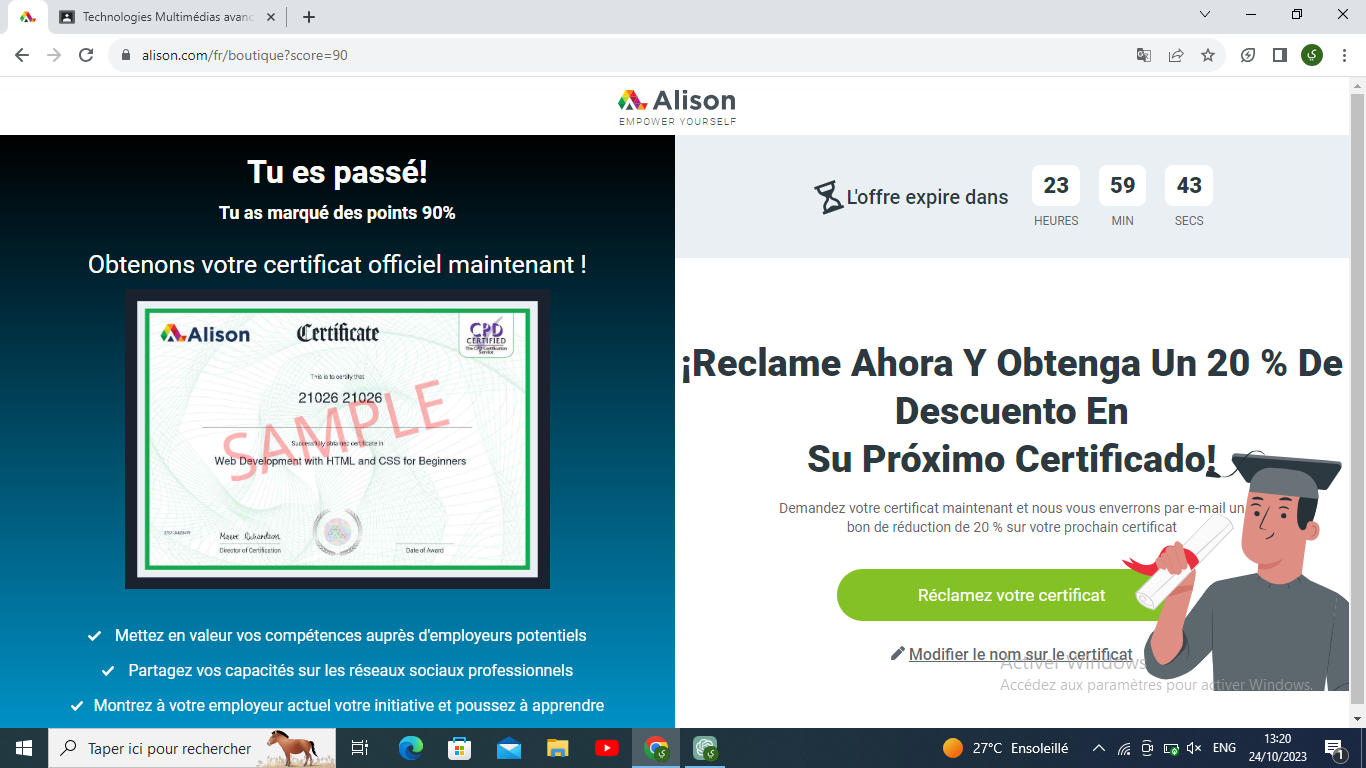 Technologies Multimédias avanc
alison.com/fr/boutique?score=90
Alison
EMPOWER YOURSELF
Tu es passé!
Tu as marqué des points 90%
Obtenons votre certificat officiel maintenant !
Alison
Certificate
CPD
CERTIFIED
The CPD Certification
Service
This is to certify that
21026 21026
SAMPLE
Successfully obtained certificate in
Web Development with HTML and CSS for Beginners
Director of Certification
Date of Award
Mettez en valeur vos compétences auprès d'employeurs potentiels
Partagez vos capacités sur les réseaux sociaux professionnels
Montrez à votre employeur actuel votre initiative et poussez à apprendre
L'offre expire dans
23 59 43
HEURES MIN SECS
¡Reclame Ahora Y Obtenga Un 20 % De
Descuento En
Su Próximo Certificado!
Demandez votre certificat maintenant et nous vous enverrons par e-mail un
bon de réduction de 20 % sur votre prochain certificat
Réclamez votre certificat
Modifier le nom sur le certificat
Activer Windows
Accédez aux paramètres pour activer Windows.
Taper ici pour rechercher
27°C Ensoleillé
ENG
13:20
24/10/2023
1